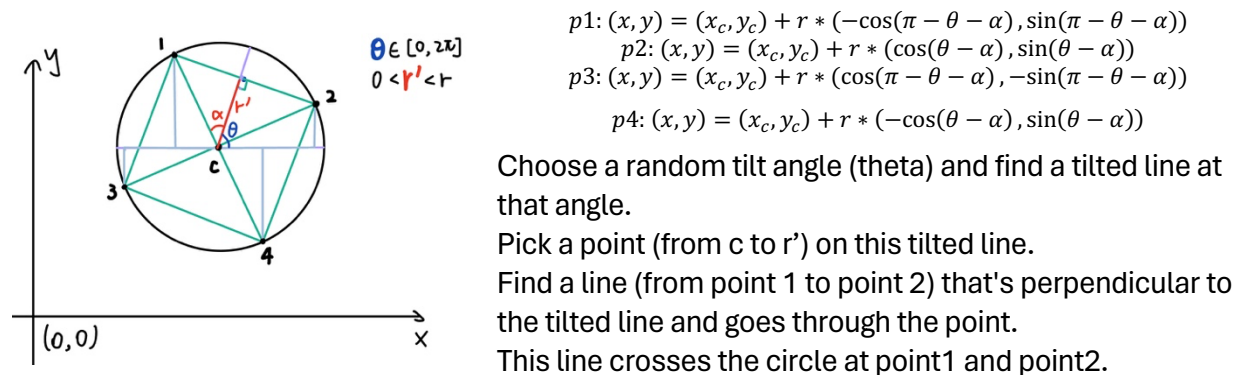 y
1
2
3
4
α
r'
θ
c
(0,0)
x
θ ∈ [0, 2π]
0 < r' < r
p1: (x, y) = (x_c, y_c) + r * (−cos(π − θ − α), sin(π − θ − α))
p2: (x, y) = (x_c, y_c) + r * (cos(θ − α), sin(θ − α))
p3: (x, y) = (x_c, y_c) + r * (cos(π − θ − α), −sin(π − θ − α))
p4: (x, y) = (x_c, y_c) + r * (−cos(θ − α), sin(θ − α))
Choose a random tilt angle (theta) and find a tilted line at
that angle.
Pick a point (from c to r’) on this tilted line.
Find a line (from point 1 to point 2) that's perpendicular to
the tilted line and goes through the point.
This line crosses the circle at point1 and point2.